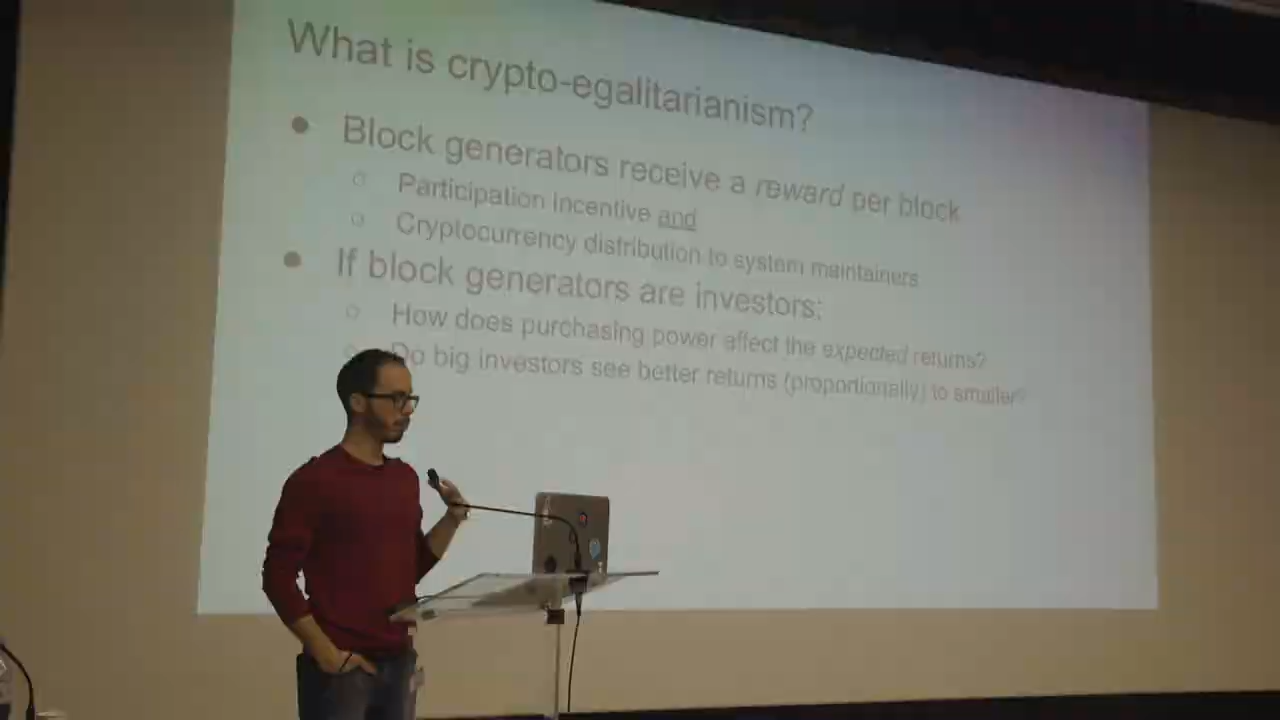 What is crypto-egalitarianism?
Block generators receive a reward per block
Participation Incentive and
Cryptocurrency distribution to system maintainers
If block generators are investors:
How does purchasing power affect the expected returns?
Do big investors see better returns (proportionally) to smaller?